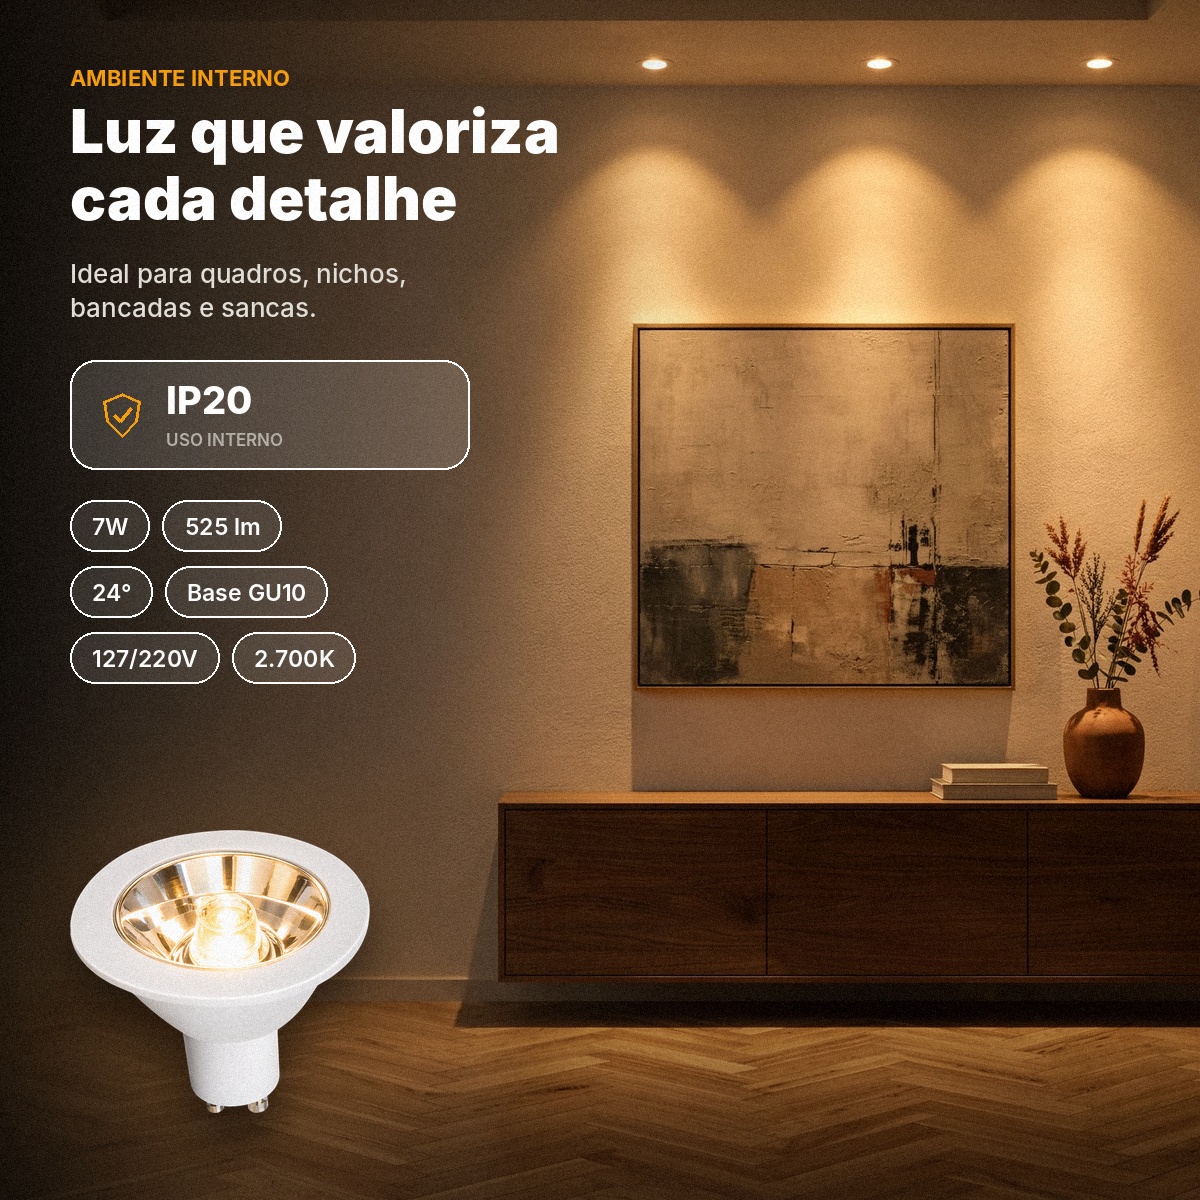 AMBIENTE INTERNO
Luz que valoriza
cada detalhe
Ideal para quadros, nichos,
bancadas e sancas.
IP20
USO INTERNO
7W
525 lm
24°
Base GU10
127/220V
2.700K